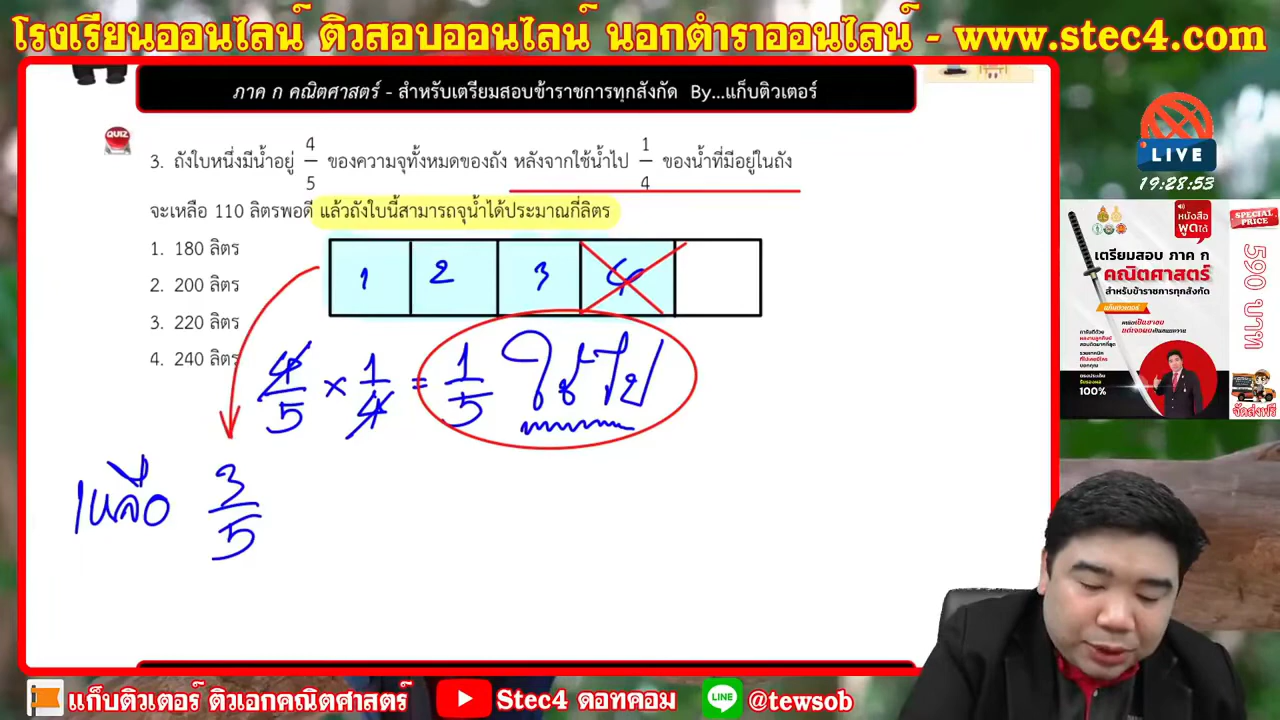 โรงเรียนออนไลน์ ติวสอบออนไลน์ นอกตำราออนไลน์ - www.stec4.com
ภาค ก คณิตศาสตร์ - สำหรับเตรียมสอบข้าราชการทุกสังกัด By...แก็บติวเตอร์
QUIZ
3. ถังใบหนึ่งมีน้ำอยู่ 4/5 ของความจุทั้งหมดของถัง หลังจากใช้น้ำไป 1/4 ของน้ำที่มีอยู่ในถัง
จะเหลือ 110 ลิตรพอดี แล้วถังใบนี้สามารถจุน้ำได้ประมาณกี่ลิตร
1. 180 ลิตร
2. 200 ลิตร
3. 220 ลิตร
4. 240 ลิตร
1 2 3 4
4/5 × 1/4 = 1/5 ใช้ไป
เหลือ 3/5
LIVE
19:28:53
หนังสือ
พูดได้
SPECIAL
PRICE
590 บาท
เตรียมสอบ ภาค ก
คณิตศาสตร์
สำหรับข้าราชการทุกสังกัด
100%
จัดส่งฟรี
แก็บติวเตอร์ ติวเอกคณิตศาสตร์
Stec4 ดอทคอม
LINE
@tewsob